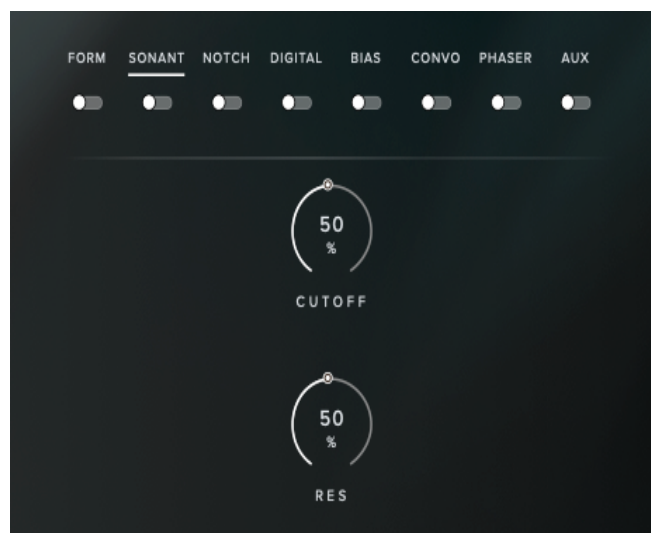 FORM SONANT NOTCH DIGITAL BIAS CONVO PHASER AUX
50
%
CUTOFF
50
%
RES